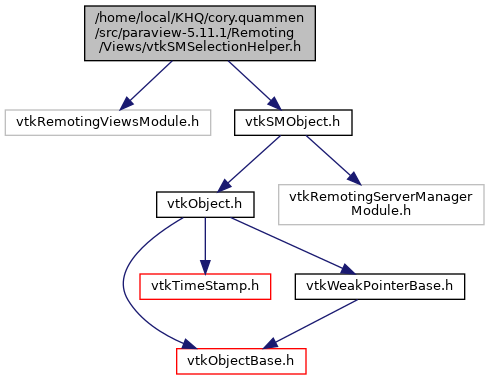 /home/local/KHQ/cory.quammen
/src/paraview-5.11.1/Remoting
/Views/vtkSMSelectionHelper.h
vtkRemotingViewsModule.h
vtkSMObject.h
vtkObject.h
vtkRemotingServerManager
Module.h
vtkTimeStamp.h
vtkWeakPointerBase.h
vtkObjectBase.h